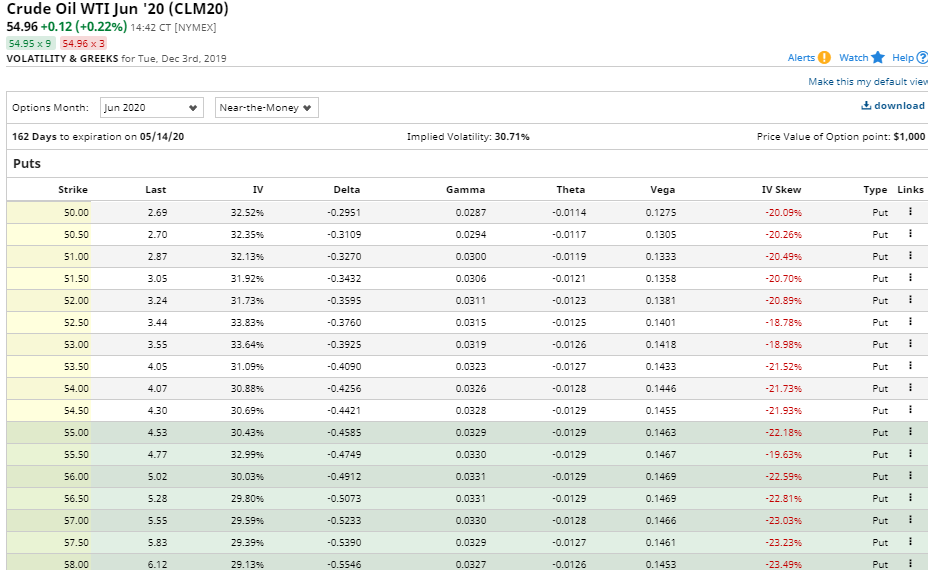 Crude Oil WTI Jun '20 (CLM20)
54.96 +0.12 (+0.22%) 14:42 CT [NYMEX]
54.95 x 9 54.96 x 3
VOLATILITY & GREEKS for Tue, Dec 3rd, 2019
Alerts Watch Help
Make this my default view
Options Month: Jun 2020 Near-the-Money
download
162 Days to expiration on 05/14/20 Implied Volatility: 30.71% Price Value of Option point: $1,000
Puts
Strike Last IV Delta Gamma Theta Vega IV Skew Type Links
50.00 2.69 32.52% -0.2951 0.0287 -0.0114 0.1275 -20.09% Put
50.50 2.70 32.35% -0.3109 0.0294 -0.0117 0.1305 -20.26% Put
51.00 2.87 32.13% -0.3270 0.0300 -0.0119 0.1333 -20.49% Put
51.50 3.05 31.92% -0.3432 0.0306 -0.0121 0.1358 -20.70% Put
52.00 3.24 31.73% -0.3595 0.0311 -0.0123 0.1381 -20.89% Put
52.50 3.44 33.83% -0.3760 0.0315 -0.0125 0.1401 -18.78% Put
53.00 3.55 33.64% -0.3925 0.0319 -0.0126 0.1418 -18.98% Put
53.50 4.05 31.09% -0.4090 0.0323 -0.0127 0.1433 -21.52% Put
54.00 4.07 30.88% -0.4256 0.0326 -0.0128 0.1446 -21.73% Put
54.50 4.30 30.69% -0.4421 0.0328 -0.0129 0.1455 -21.93% Put
55.00 4.53 30.43% -0.4585 0.0329 -0.0129 0.1463 -22.18% Put
55.50 4.77 32.99% -0.4749 0.0330 -0.0129 0.1467 -19.63% Put
56.00 5.02 30.03% -0.4912 0.0331 -0.0129 0.1469 -22.59% Put
56.50 5.28 29.80% -0.5073 0.0331 -0.0129 0.1469 -22.81% Put
57.00 5.55 29.59% -0.5233 0.0330 -0.0128 0.1466 -23.03% Put
57.50 5.83 29.39% -0.5390 0.0329 -0.0127 0.1461 -23.23% Put
58.00 6.12 29.13% -0.5546 0.0327 -0.0126 0.1453 -23.49% Put